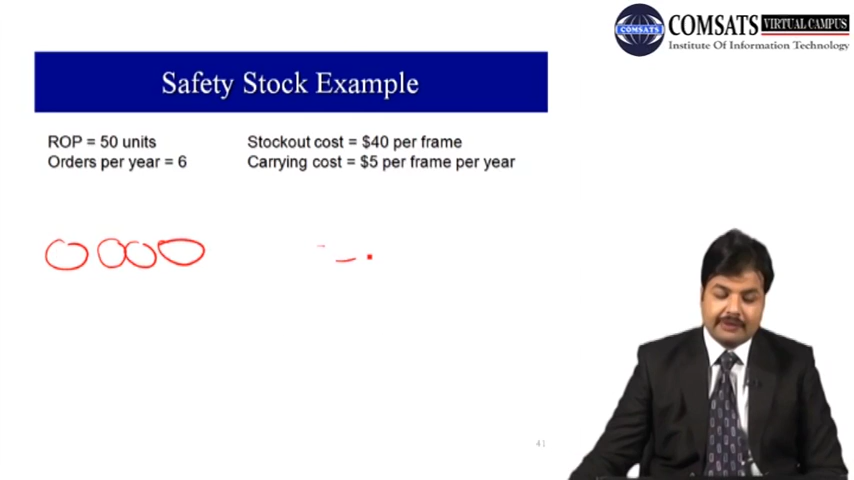 COMSATS VIRTUAL CAMPUS
COMSATS
Institute Of Information Technology
Safety Stock Example
ROP = 50 units
Stockout cost = $40 per frame
Orders per year = 6
Carrying cost = $5 per frame per year
41